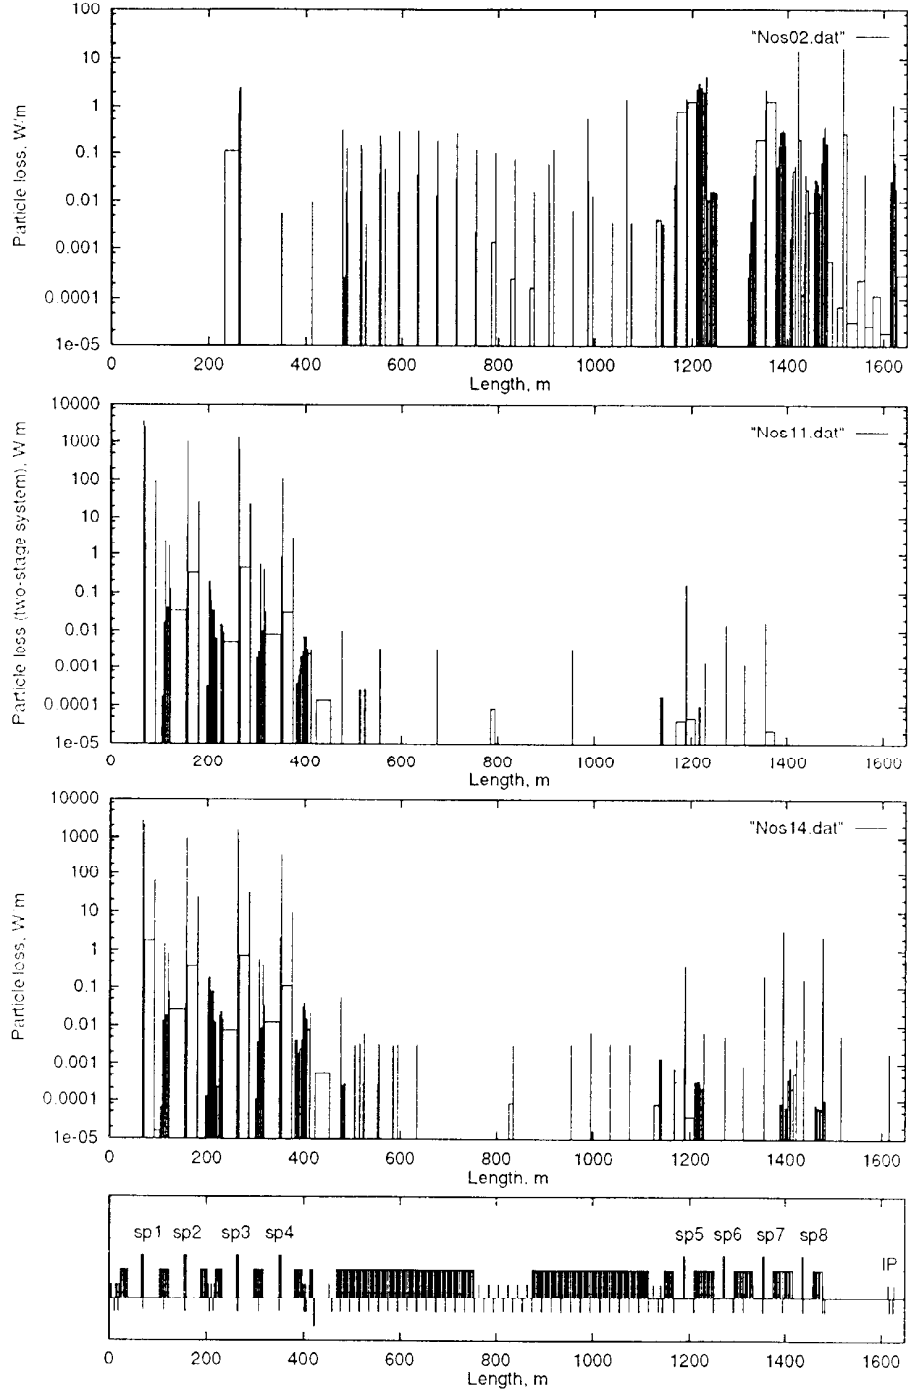 100
"Nos02.dat"
10
1
0.1
0.01
0.001
0.0001
1e-05
Particle loss, W/m
0 200 400 600 800 1000 1200 1400 1600
Length, m
10000
"Nos11.dat"
1000
100
10
1
0.1
0.01
0.001
0.0001
1e-05
Particle loss (two-stage system), W/m
0 200 400 600 800 1000 1200 1400 1600
Length, m
10000
"Nos14.dat"
1000
100
10
1
0.1
0.01
0.001
0.0001
1e-05
Particle loss, W/m
0 200 400 600 800 1000 1200 1400 1600
Length, m
sp1 sp2 sp3 sp4 sp5 sp6 sp7 sp8
IP
0 200 400 600 800 1000 1200 1400 1600
Length, m